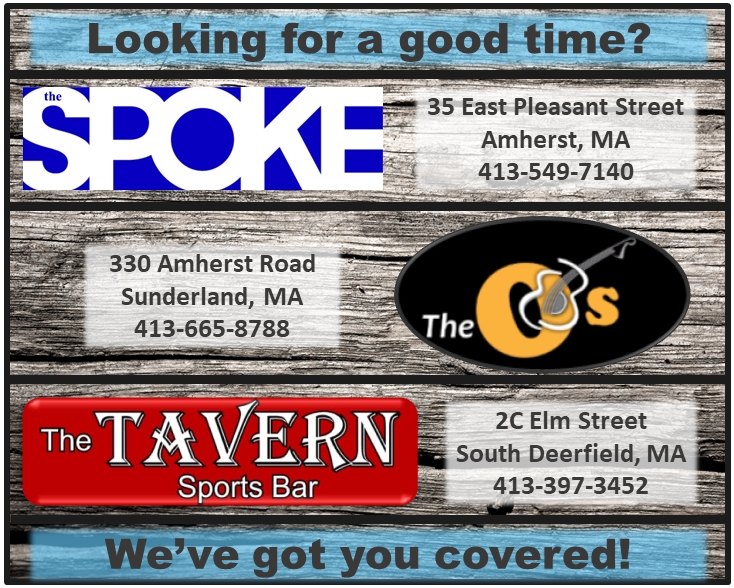 Looking for a good time?
the
SPOKE
35 East Pleasant Street
Amherst, MA
413-549-7140
330 Amherst Road
Sunderland, MA
413-665-8788
The Cs
The TAVERN
Sports Bar
2C Elm Street
South Deerfield, MA
413-397-3452
We've got you covered!